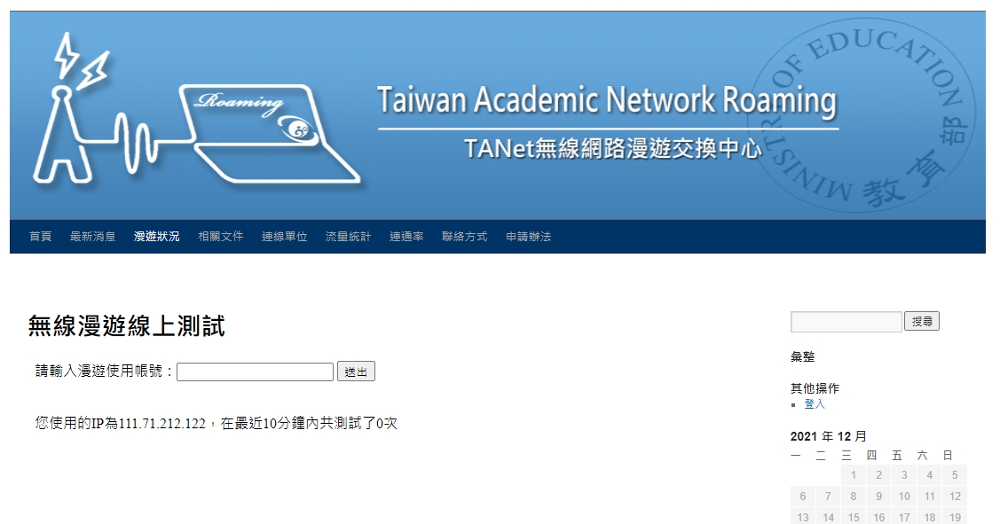 Roaming
Taiwan Academic Network Roaming
TANet無線網路漫遊交換中心
MINISTRY OF EDUCATION
教育部
首頁 最新消息 漫遊狀況 相關文件 連線單位 流量統計 連通率 聯絡方式 申請辦法
無線漫遊線上測試
請輸入漫遊使用帳號： 送出
您使用的IP為111.71.212.122，在最近10分鐘內共測試了0次
搜尋
彙整
其他操作
登入
2021 年 12 月
一 二 三 四 五 六 日
1 2 3 4 5
6 7 8 9 10 11 12
13 14 15 16 17 18 19